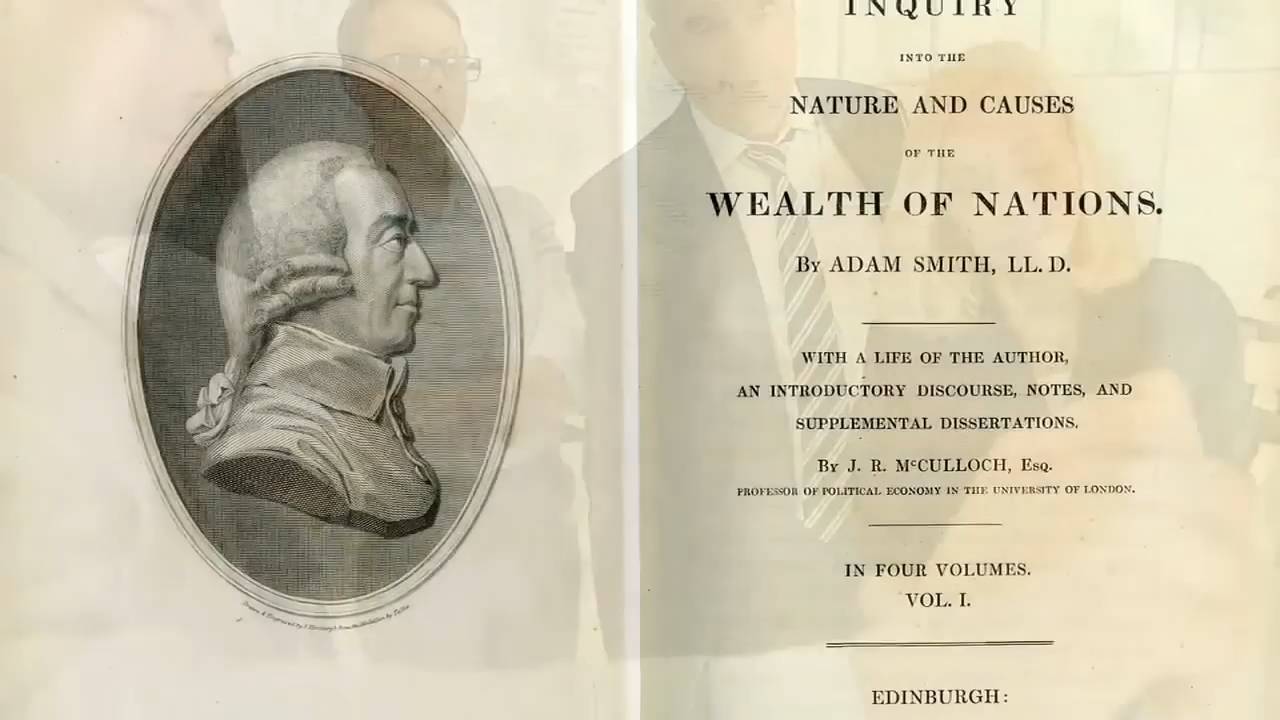 INQUIRY
INTO THE
NATURE AND CAUSES
OF THE
WEALTH OF NATIONS.
By ADAM SMITH, LL. D.
WITH A LIFE OF THE AUTHOR,
AN INTRODUCTORY DISCOURSE, NOTES, AND
SUPPLEMENTAL DISSERTATIONS.
By J. R. McCULLOCH, Esq.
PROFESSOR OF POLITICAL ECONOMY IN THE UNIVERSITY OF LONDON.
IN FOUR VOLUMES.
VOL. I.
EDINBURGH: